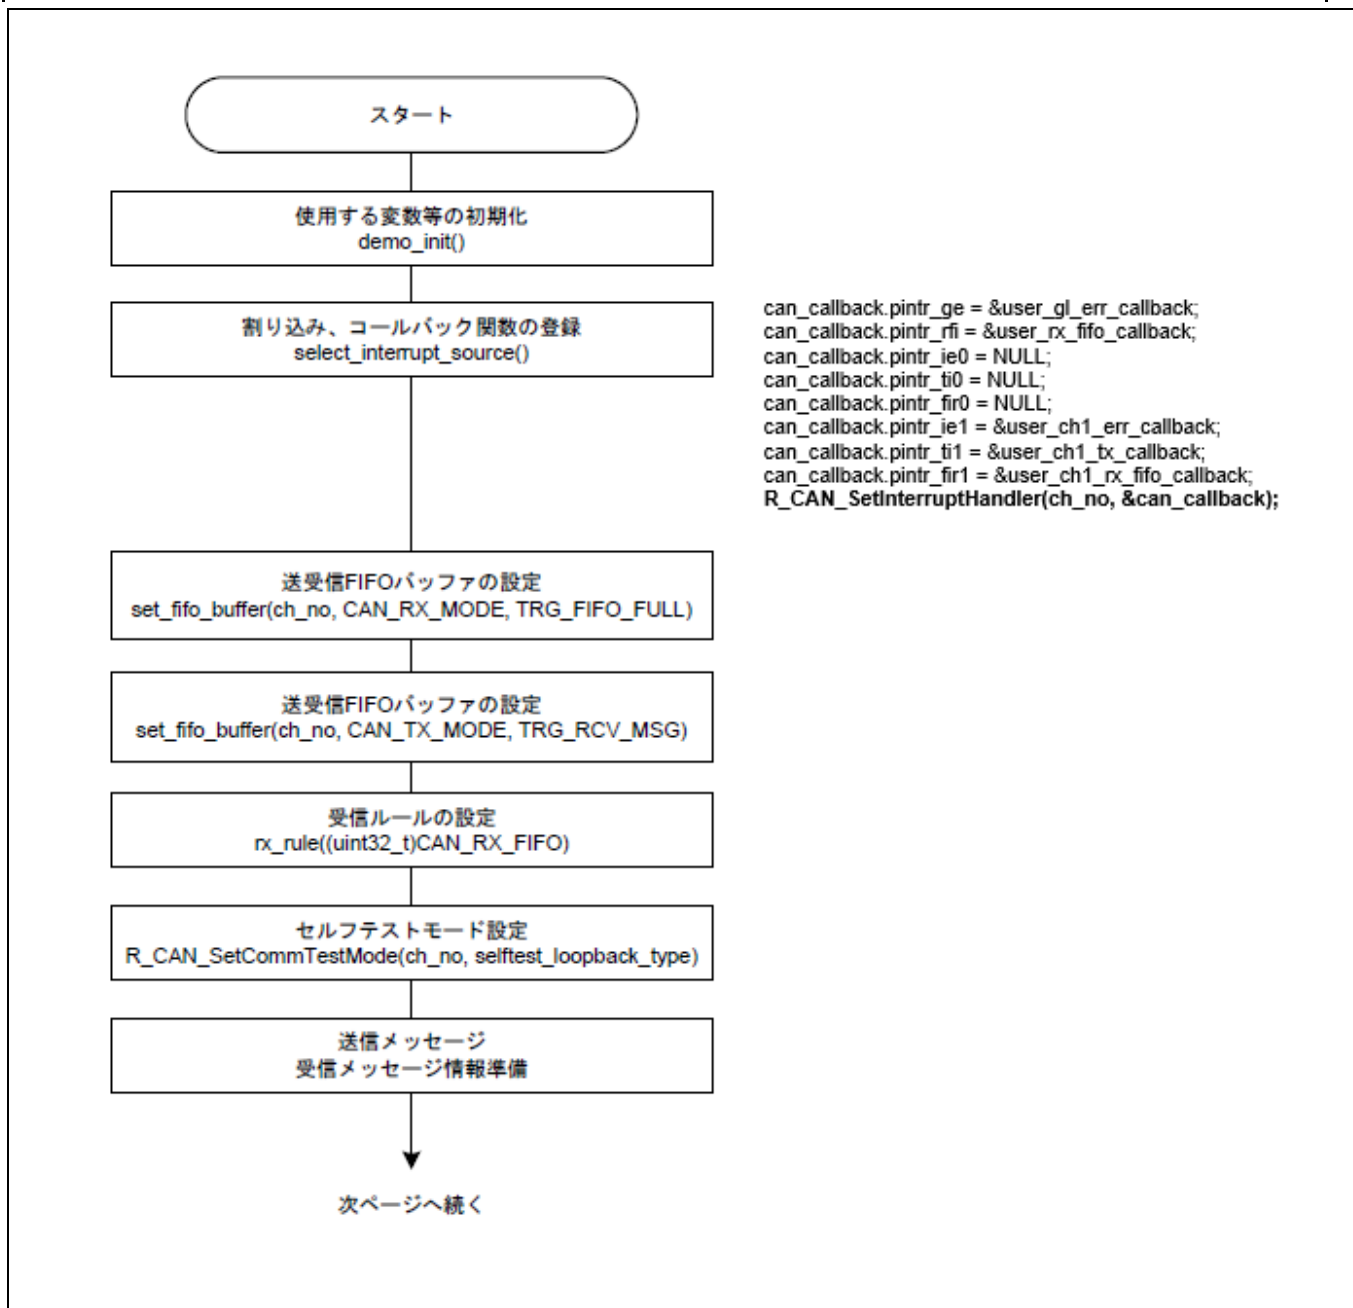 スタート
使用する変数等の初期化
demo_init()
割り込み、コールバック関数の登録
select_interrupt_source()
can_callback.pintr_ge = &user_gl_err_callback;
can_callback.pintr_rfi = &user_rx_fifo_callback;
can_callback.pintr_ie0 = NULL;
can_callback.pintr_ti0 = NULL;
can_callback.pintr_fir0 = NULL;
can_callback.pintr_ie1 = &user_ch1_err_callback;
can_callback.pintr_ti1 = &user_ch1_tx_callback;
can_callback.pintr_fir1 = &user_ch1_rx_fifo_callback;
R_CAN_SetInterruptHandler(ch_no, &can_callback);
送受信FIFOバッファの設定
set_fifo_buffer(ch_no, CAN_RX_MODE, TRG_FIFO_FULL)
送受信FIFOバッファの設定
set_fifo_buffer(ch_no, CAN_TX_MODE, TRG_RCV_MSG)
受信ルールの設定
rx_rule((uint32_t)CAN_RX_FIFO)
セルフテストモード設定
R_CAN_SetCommTestMode(ch_no, selftest_loopback_type)
送信メッセージ
受信メッセージ情報準備
次ページへ続く